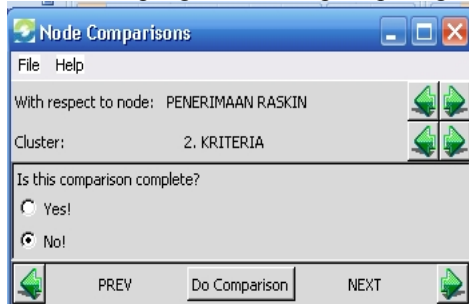 Node Comparisons
File Help
With respect to node: PENERIMAAN RASKIN
Cluster: 2. KRITERIA
Is this comparison complete?
Yes!
No!
PREV Do Comparison NEXT